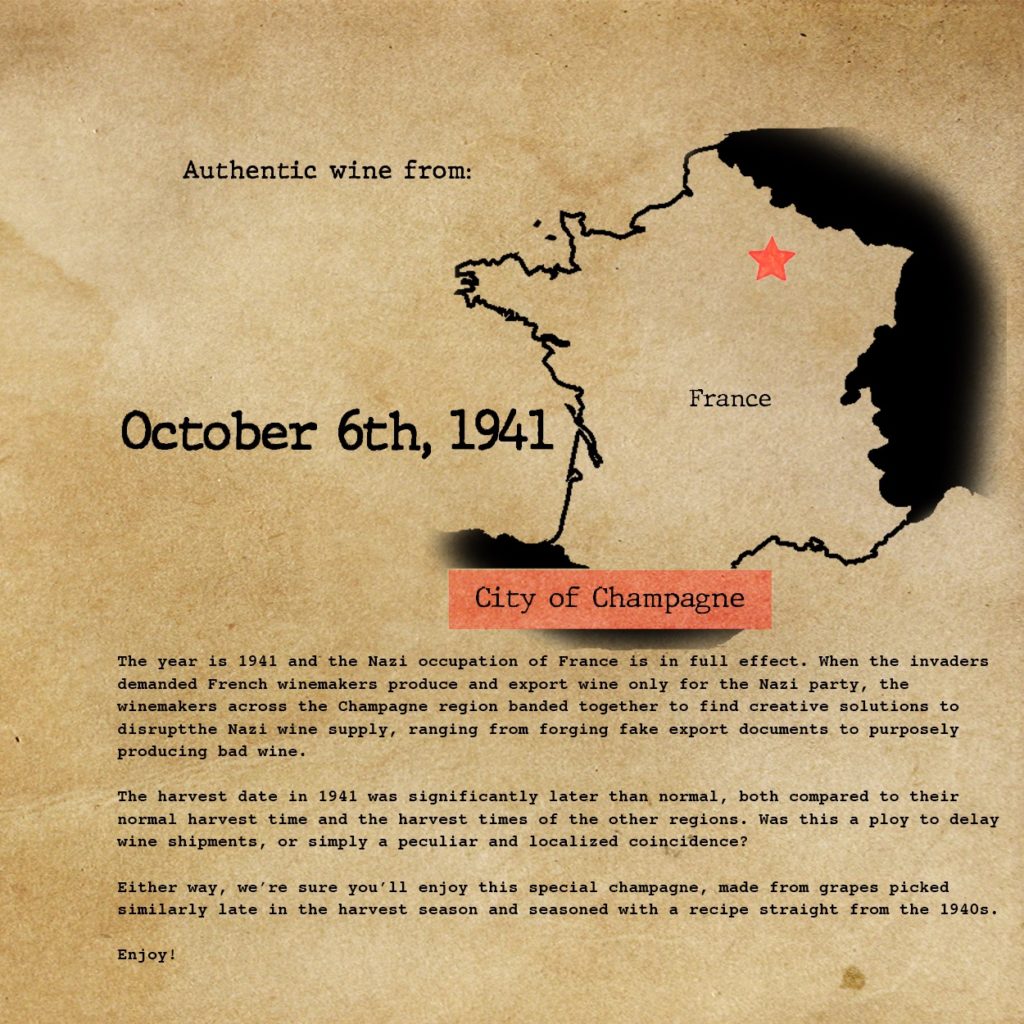 Authentic wine from:
France
October 6th, 1941
City of Champagne
The year is 1941 and the Nazi occupation of France is in full effect. When the invaders
demanded French winemakers produce and export wine only for the Nazi party, the
winemakers across the Champagne region banded together to find creative solutions to
disruptthe Nazi wine supply, ranging from forging fake export documents to purposely
producing bad wine.
The harvest date in 1941 was significantly later than normal, both compared to their
normal harvest time and the harvest times of the other regions. Was this a ploy to delay
wine shipments, or simply a peculiar and localized coincidence?
Either way, we’re sure you’ll enjoy this special champagne, made from grapes picked
similarly late in the harvest season and seasoned with a recipe straight from the 1940s.
Enjoy!